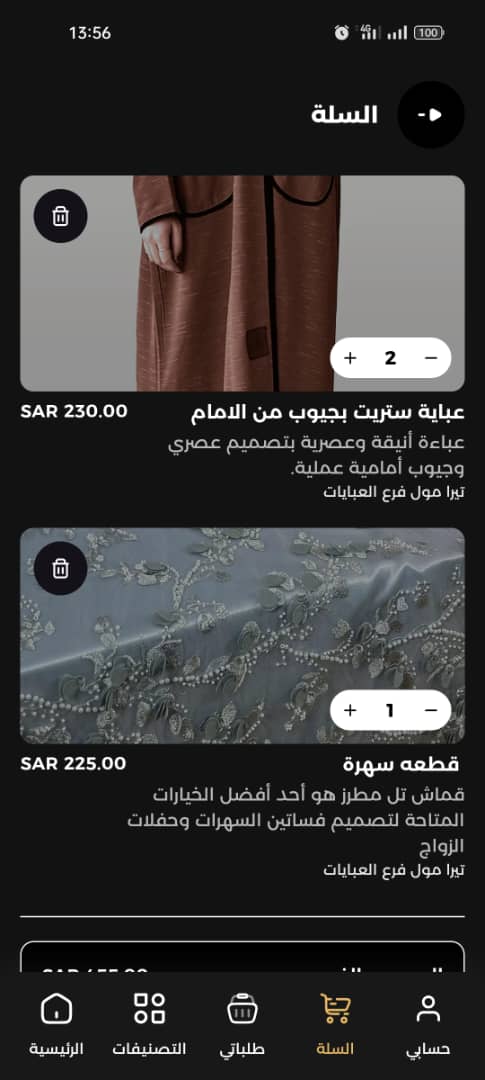 13:56
4G
100
السلة
+ 2 −
عباية ستريت بجيوب من الامام
SAR 230.00
عباءة أنيقة وعصرية بتصميم عصري
وجيوب أمامية عملية.
تيرا مول فرع العبايات
+ 1 −
قطعه سهرة
SAR 225.00
قماش تل مطرز هو أحد أفضل الخيارات
المتاحة لتصميم فساتين السهرات وحفلات
الزواج
تيرا مول فرع العبايات
حسابي
السلة
طلباتي
التصنيفات
الرئيسية